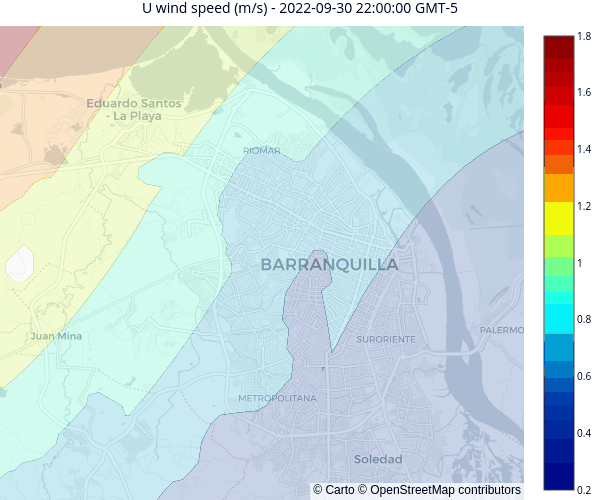 U wind speed (m/s) - 2022-09-30 22:00:00 GMT-5
1.8
1.6
1.4
1.2
1
0.8
0.6
0.4
0.2
Eduardo Santos
- La Playa
RIOMAR
BARRANQUILLA
Juan Mina
SURORIENTE
PALERMO
METROPOLITANA
Soledad
© Carto © OpenStreetMap contributors